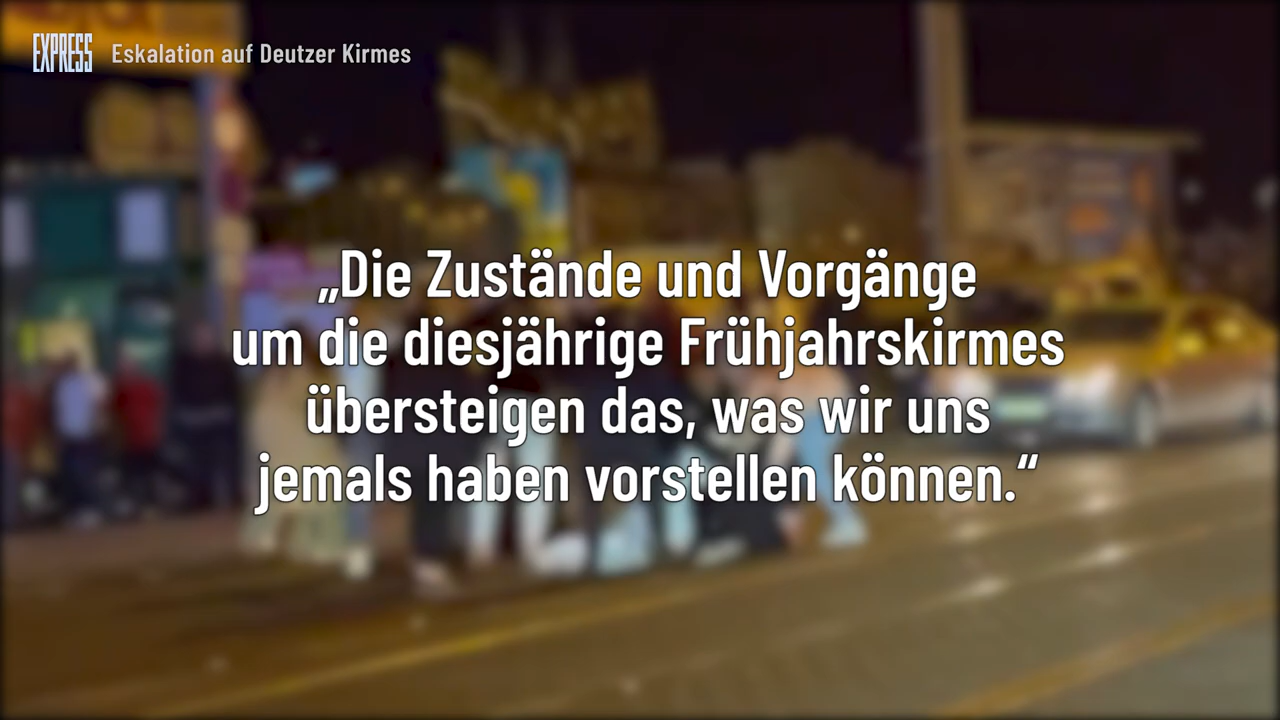 EXPRESS Eskalation auf Deutzer Kirmes
„Die Zustände und Vorgänge
um die diesjährige Frühjahrskirmes
übersteigen das, was wir uns
jemals haben vorstellen können.“